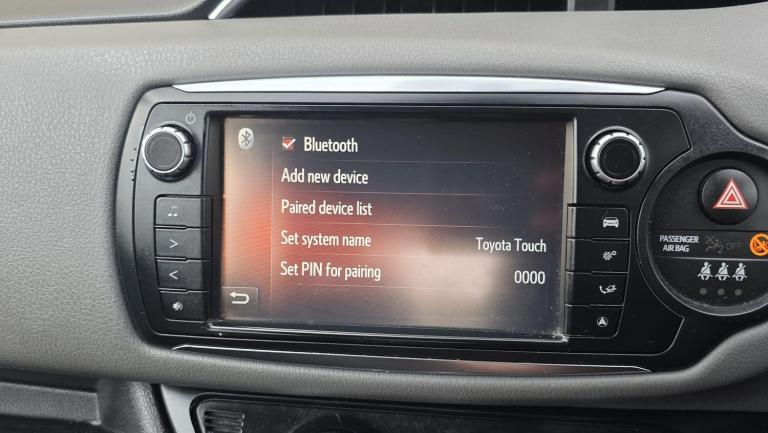 Bluetooth
Add new device
Paired device list
Set system name Toyota Touch
Set PIN for pairing 0000
PASSENGER
AIR BAG
2 OFF